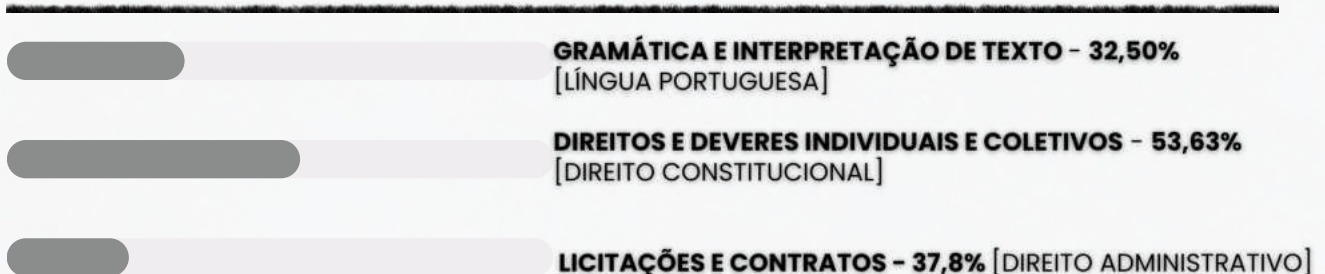 GRAMÁTICA E INTERPRETAÇÃO DE TEXTO - 32,50%
[LÍNGUA PORTUGUESA]
DIREITOS E DEVERES INDIVIDUAIS E COLETIVOS - 53,63%
[DIREITO CONSTITUCIONAL]
LICITAÇÕES E CONTRATOS - 37,8% [DIREITO ADMINISTRATIVO]